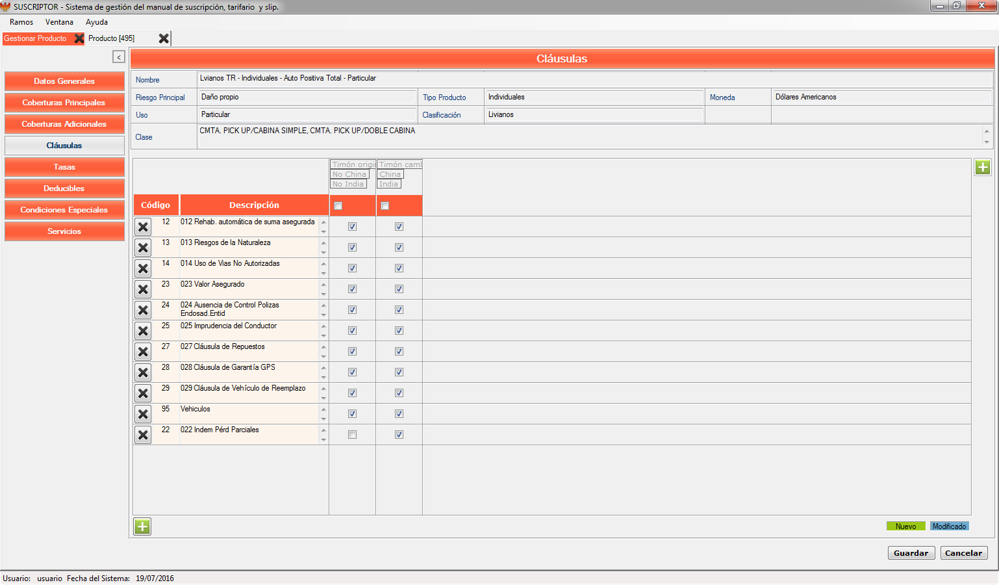 SUSCRIPTOR - Sistema de gestión del manual de suscripción, tarifario y slip.
Ramos Ventana Ayuda
Gestionar Producto Producto [495]
<
Cláusulas
Datos Generales
Coberturas Principales
Coberturas Adicionales
Cláusulas
Tasas
Deducibles
Condiciones Especiales
Servicios
Nombre Lvianos TR - Individuales - Auto Positiva Total - Particular
Riesgo Principal Daño propio Tipo Producto Individuales Moneda Dólares Americanos
Uso Particular Clasificación Livianos
Clase CMTA. PICK UP/CABINA SIMPLE, CMTA. PICK UP/DOBLE CABINA
Timón origi Timón camb
No China China
No India India
Código Descripción
12 012 Rehab. automática de suma asegurada
13 013 Riesgos de la Naturaleza
14 014 Uso de Vias No Autorizadas
23 023 Valor Asegurado
24 024 Ausencia de Control Polizas
Endosad.Entid
25 025 Imprudencia del Conductor
27 027 Cláusula de Repuestos
28 028 Cláusula de Garantía GPS
29 029 Cláusula de Vehículo de Reemplazo
95 Vehiculos
22 022 Indem Pérd Parciales
Nuevo Modificado
Guardar Cancelar
Usuario: usuario Fecha del Sistema: 19/07/2016